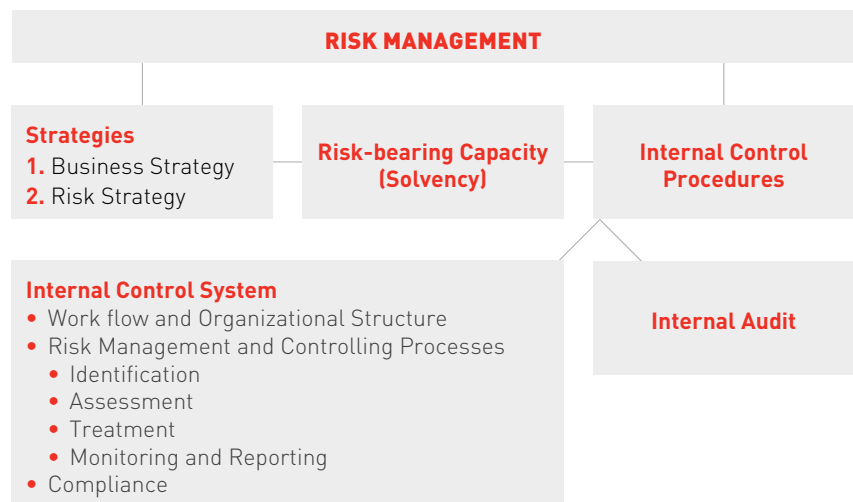 RISK MANAGEMENT
Strategies
1. Business Strategy
2. Risk Strategy
Risk-bearing Capacity
(Solvency)
Internal Control
Procedures
Internal Control System
• Work flow and Organizational Structure
• Risk Management and Controlling Processes
• Identification
• Assessment
• Treatment
• Monitoring and Reporting
• Compliance
Internal Audit